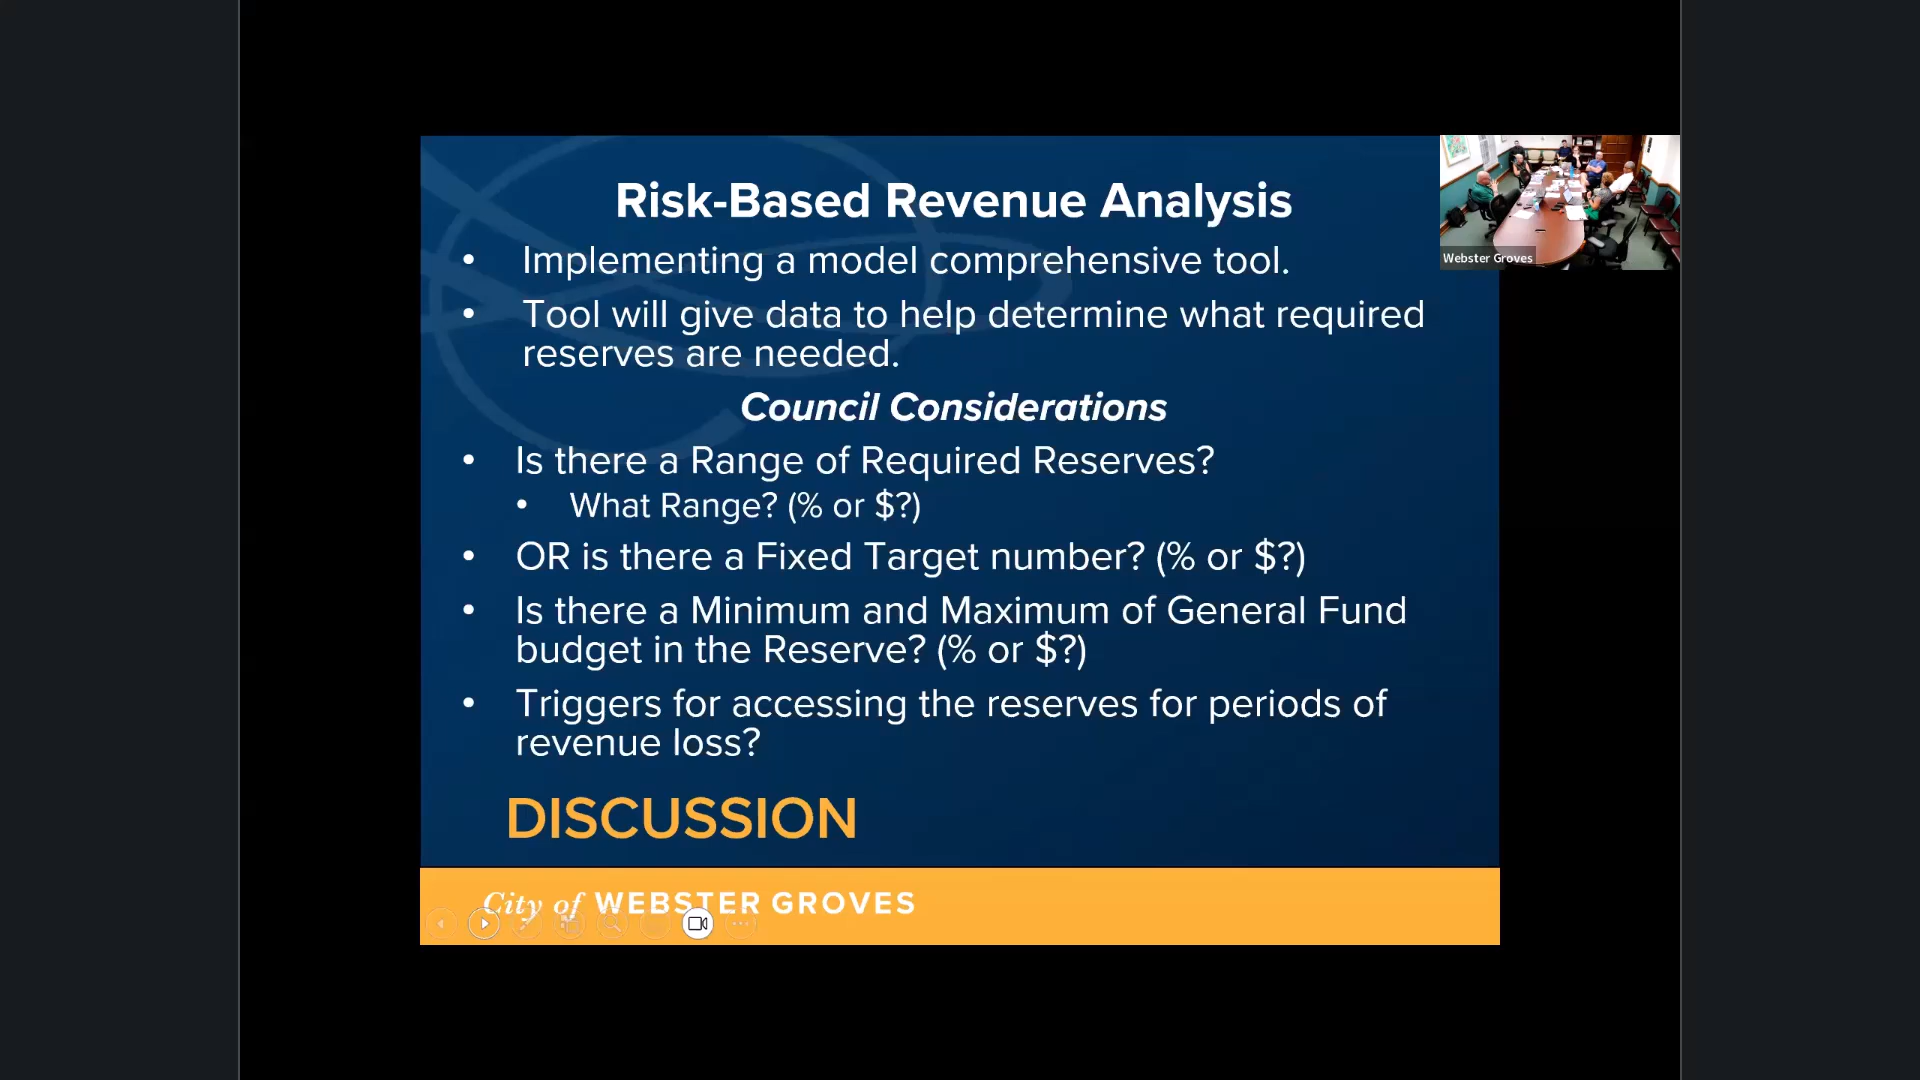 Risk-Based Revenue Analysis
• Implementing a model comprehensive tool.
• Tool will give data to help determine what required
reserves are needed.
Council Considerations
• Is there a Range of Required Reserves?
• What Range? (% or $?)
• OR is there a Fixed Target number? (% or $?)
• Is there a Minimum and Maximum of General Fund
budget in the Reserve? (% or $?)
• Triggers for accessing the reserves for periods of
revenue loss?
DISCUSSION
City of WEBSTER GROVES
Webster Groves